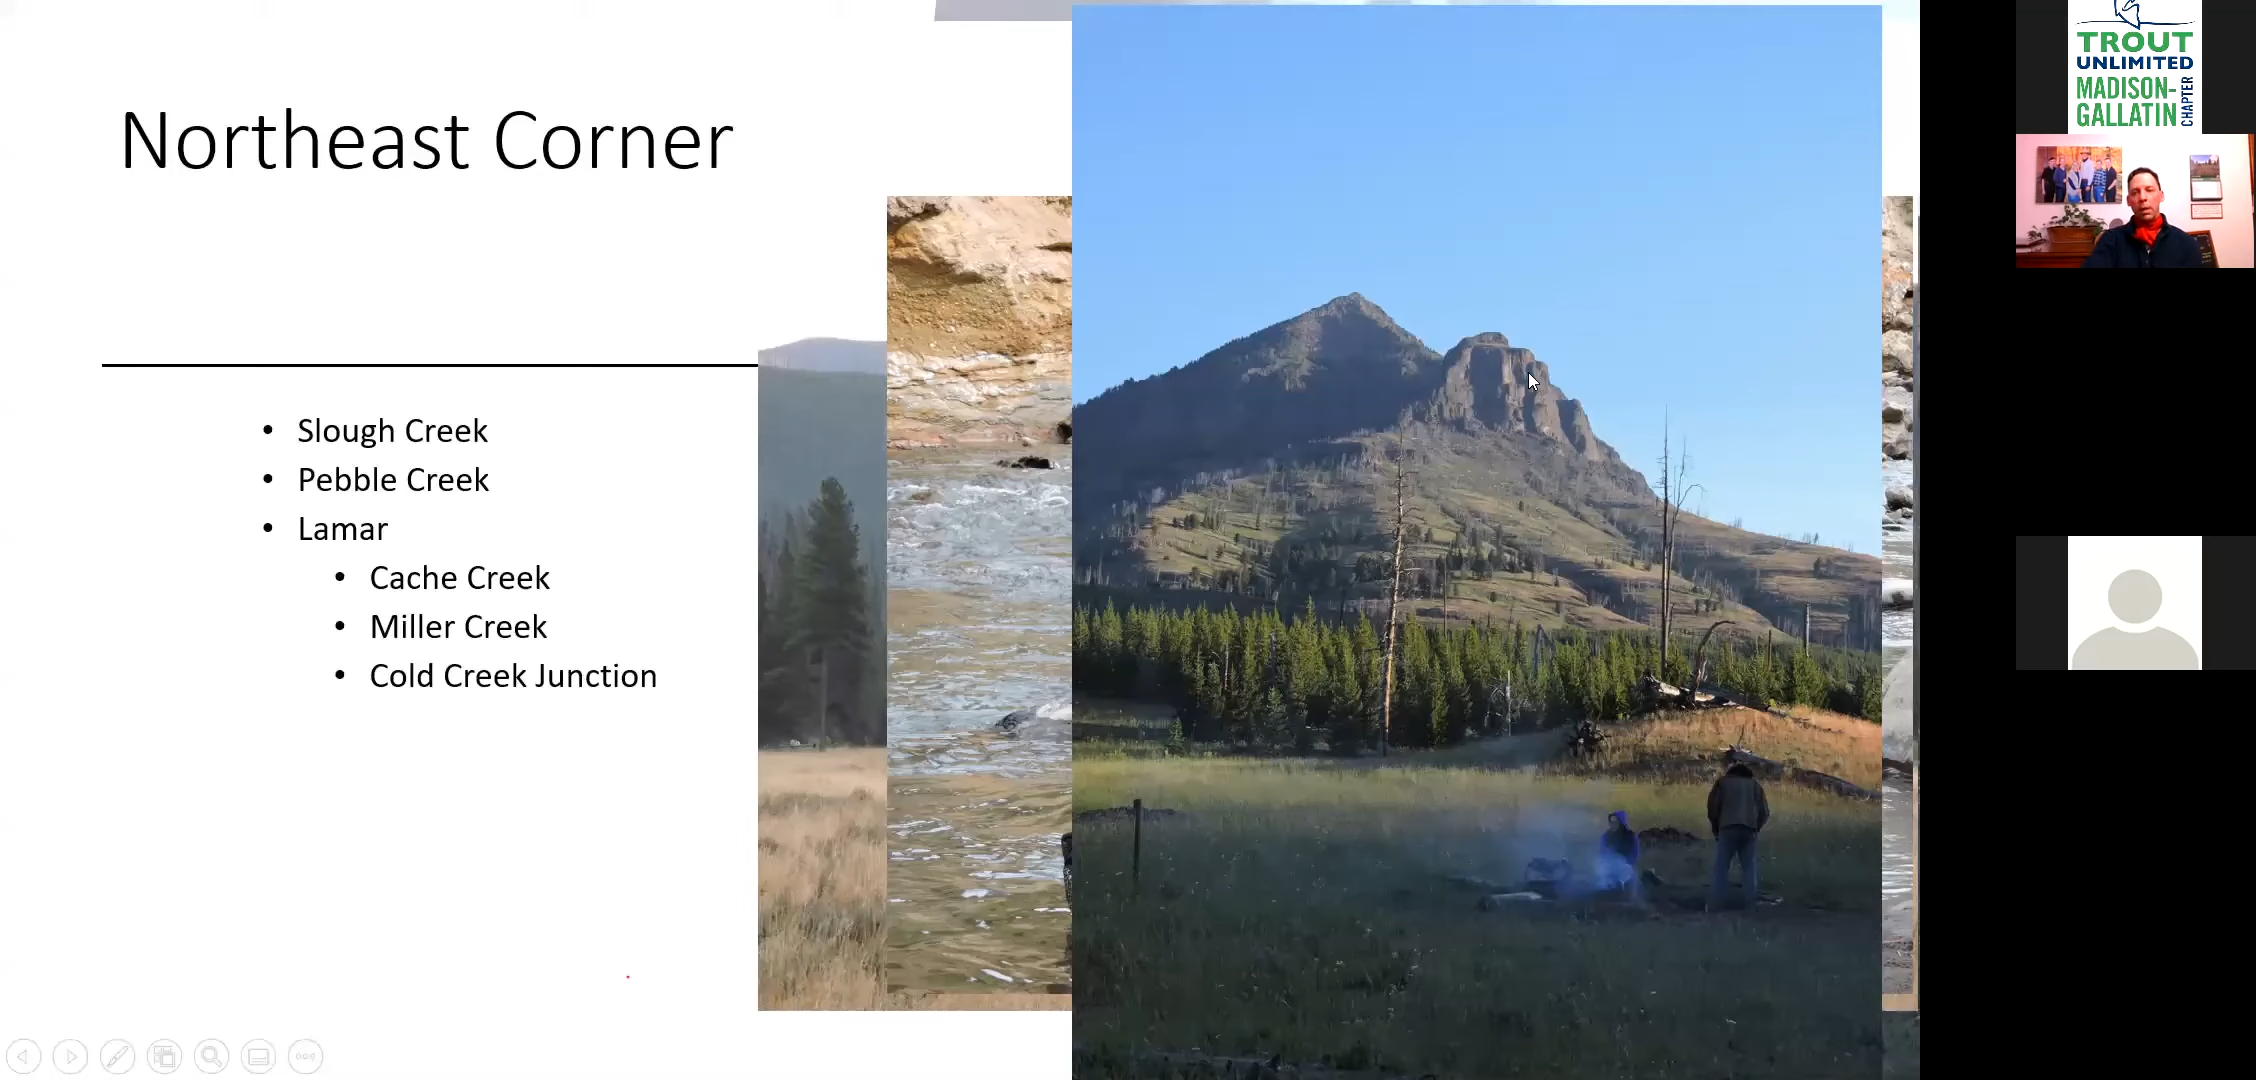 Northeast Corner
• Slough Creek
• Pebble Creek
• Lamar
• Cache Creek
• Miller Creek
• Cold Creek Junction
TROUT
UNLIMITED
MADISON-
GALLATIN
CHAPTER